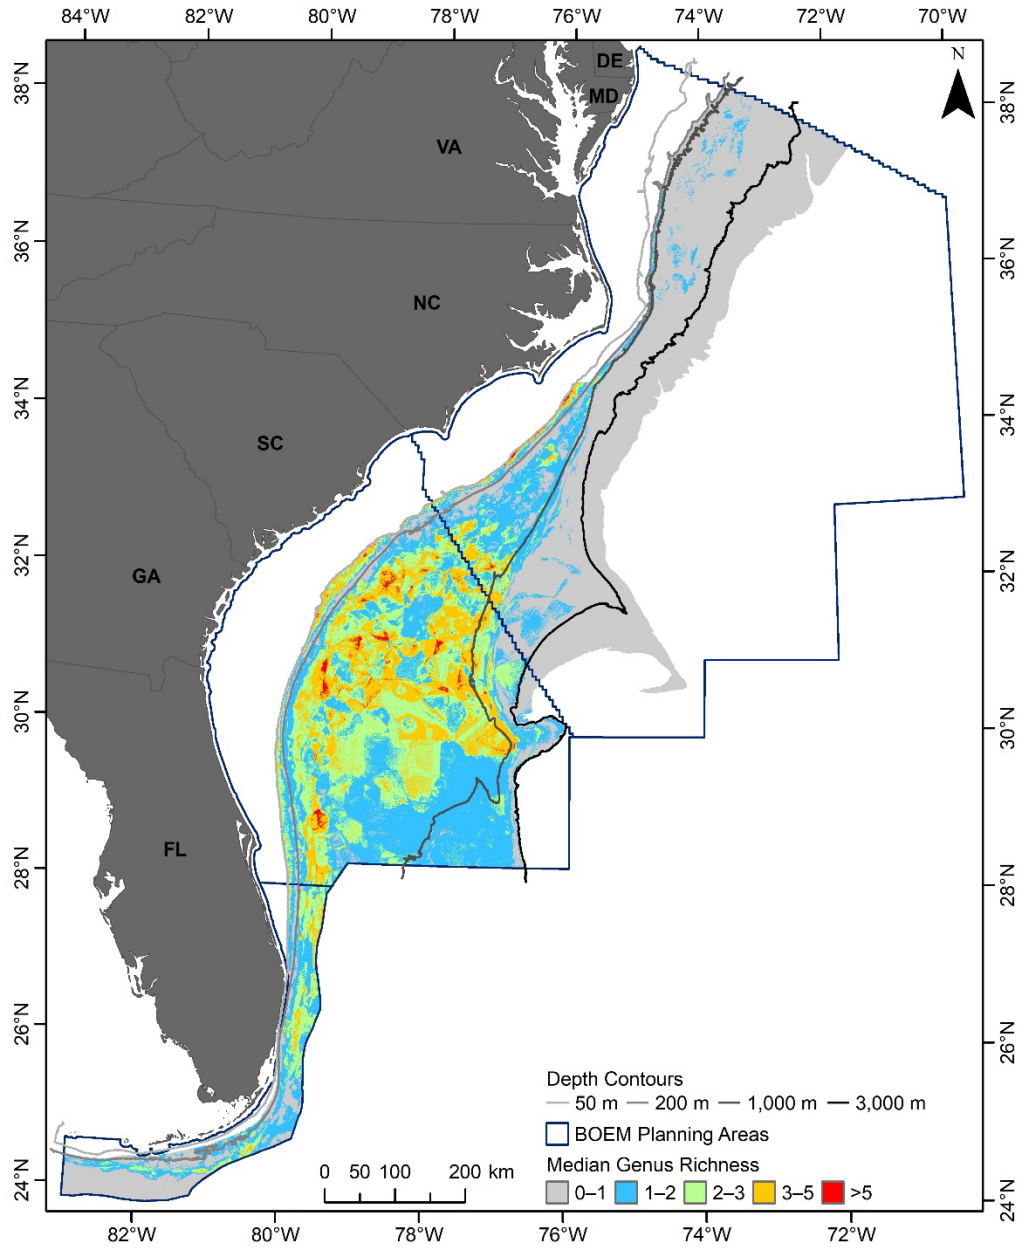 84°W 82°W 80°W 78°W 76°W 74°W 72°W 70°W
N
38°N 38°N
DE
MD
VA
36°N 36°N
NC
34°N 34°N
SC
32°N 32°N
GA
30°N 30°N
FL
28°N 28°N
26°N 26°N
Depth Contours
50 m 200 m 1,000 m 3,000 m
BOEM Planning Areas
Median Genus Richness
0–1 1–2 2–3 3–5 >5
0 50 100 200 km
24°N 24°N
82°W 80°W 78°W 76°W 74°W 72°W